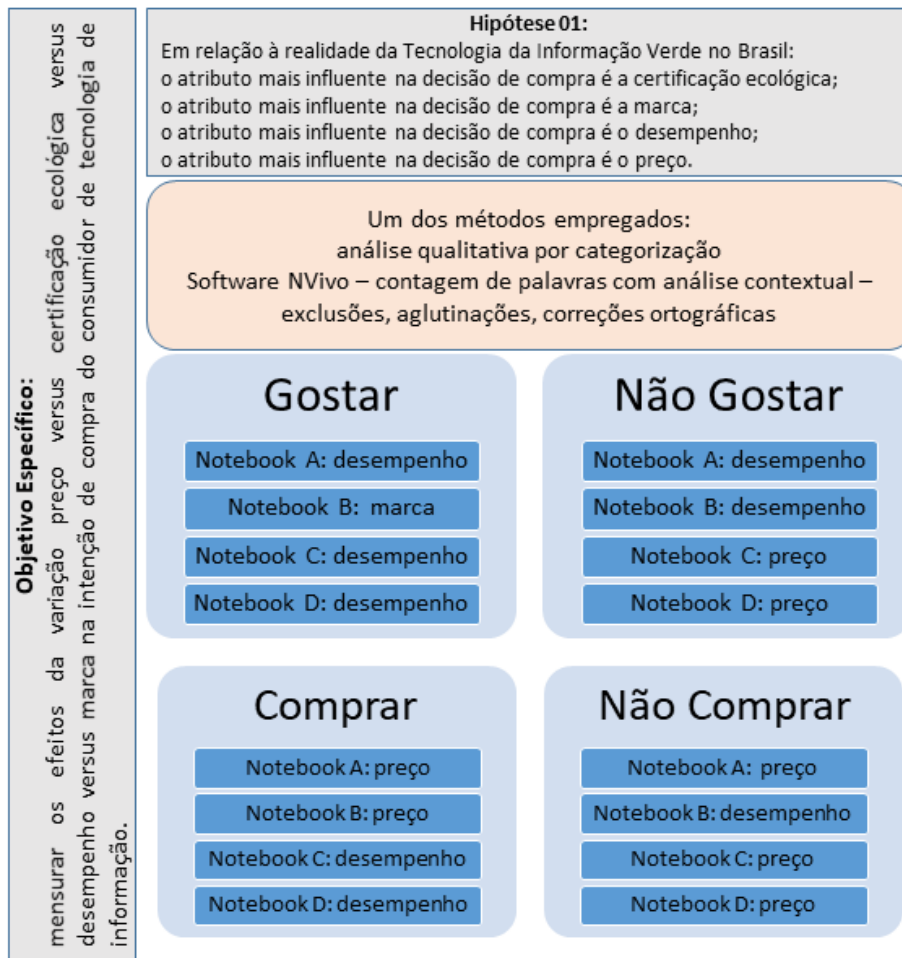 Objetivo Específico:
mensurar os efeitos da variação preço versus certificação ecológica versus
desempenho versus marca na intenção de compra do consumidor de tecnologia de
informação.
Hipótese 01:
Em relação à realidade da Tecnologia da Informação Verde no Brasil:
o atributo mais influente na decisão de compra é a certificação ecológica;
o atributo mais influente na decisão de compra é a marca;
o atributo mais influente na decisão de compra é o desempenho;
o atributo mais influente na decisão de compra é o preço.
Um dos métodos empregados:
análise qualitativa por categorização
Software NVivo – contagem de palavras com análise contextual –
exclusões, aglutinações, correções ortográficas
Gostar
Notebook A: desempenho
Notebook B: marca
Notebook C: desempenho
Notebook D: desempenho
Não Gostar
Notebook A: desempenho
Notebook B: desempenho
Notebook C: preço
Notebook D: preço
Comprar
Notebook A: preço
Notebook B: preço
Notebook C: desempenho
Notebook D: desempenho
Não Comprar
Notebook A: preço
Notebook B: desempenho
Notebook C: preço
Notebook D: preço